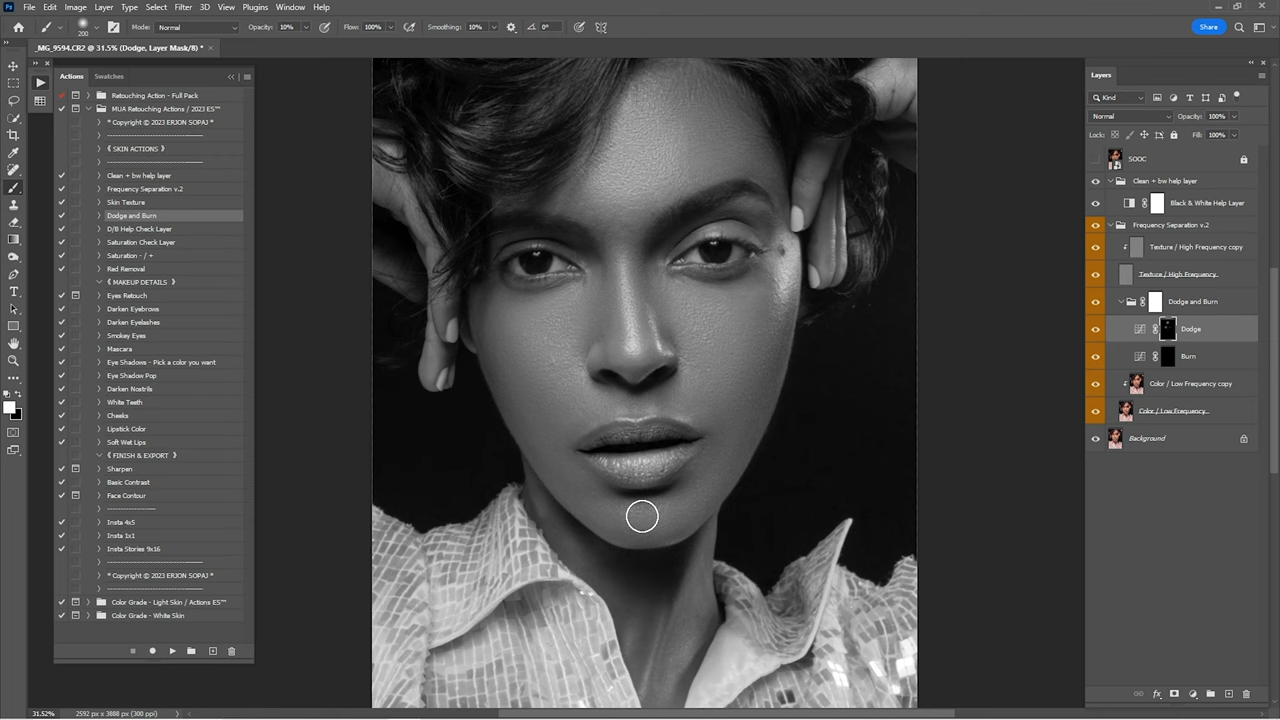 File Edit Image Layer Type Select Filter 3D View Plugins Window Help
200 Mode: Normal Opacity: 10% Flow: 100% Smoothing: 10% 0° Share
_MG_9594.CR2 @ 31.5% (Dodge, Layer Mask/8) * ×
Actions Swatches
Retouching Action - Full Pack
MUA Retouching Actions / 2023 ES™
* Copyright © 2023 ERJON SOPAJ *
《 SKIN ACTIONS 》
Clean + bw help layer
Frequency Separation v.2
Skin Texture
Dodge and Burn
D/B Help Check Layer
Saturation Check Layer
Saturation - / +
Red Removal
《 MAKEUP DETAILS 》
Eyes Retouch
Darken Eyebrows
Darken Eyelashes
Smokey Eyes
Mascara
Eye Shadows - Pick a color you want
Eye Shadow Pop
Darken Nostrils
White Teeth
Cheeks
Lipstick Color
Soft Wet Lips
《 FINISH & EXPORT 》
Sharpen
Basic Contrast
Face Contour
Insta 4x5
Insta 1x1
Insta Stories 9x16
* Copyright © 2023 ERJON SOPAJ *
Color Grade - Light Skin / Actions ES™
Color Grade - White Skin
Layers
Kind
Normal Opacity: 100%
Lock: Fill: 100%
SOOC
Clean + bw help layer
Black & White Help Layer
Frequency Separation v.2
Texture / High Frequency copy
Texture / High Frequency...
Dodge and Burn
Dodge
Burn
Color / Low Frequency copy
Color / Low Frequency...
Background
31.52% 2592 px x 3888 px (300 ppi)